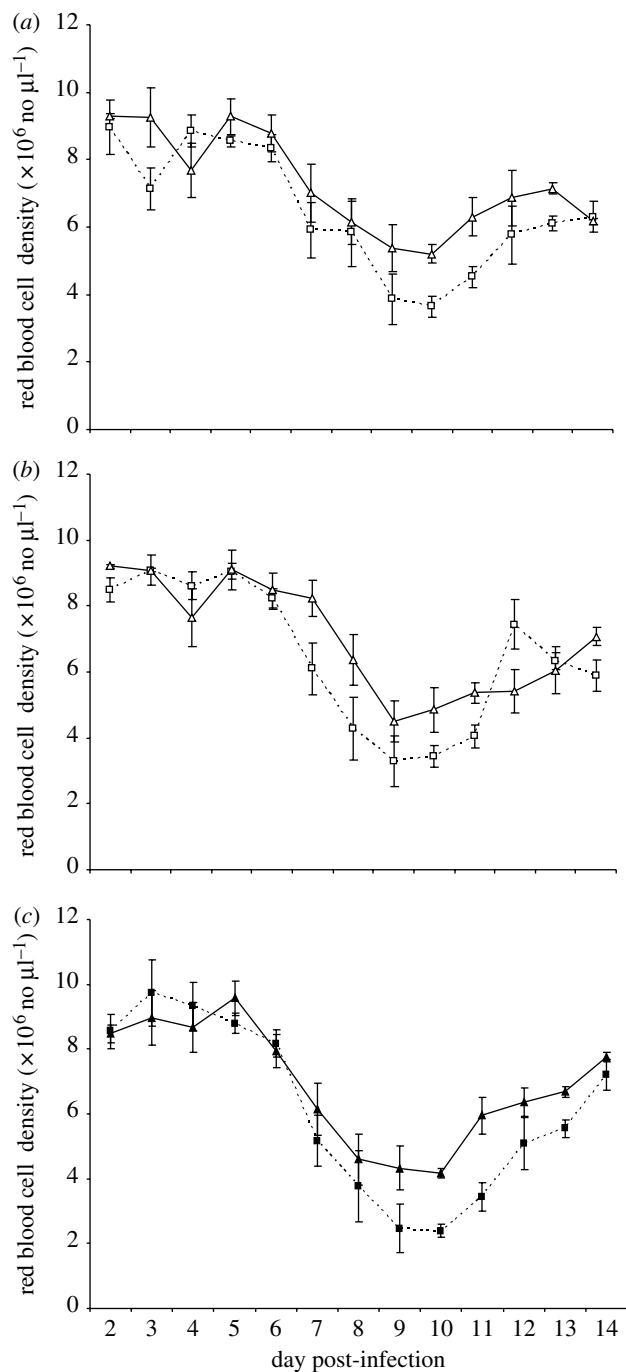 (a) 12
10
8
6
4
2
0
red blood cell density (×10⁶ no μl⁻¹)
(b) 12
10
8
6
4
2
0
red blood cell density (×10⁶ no μl⁻¹)
(c) 12
10
8
6
4
2
0
red blood cell density (×10⁶ no μl⁻¹)
2 3 4 5 6 7 8 9 10 11 12 13 14
day post-infection